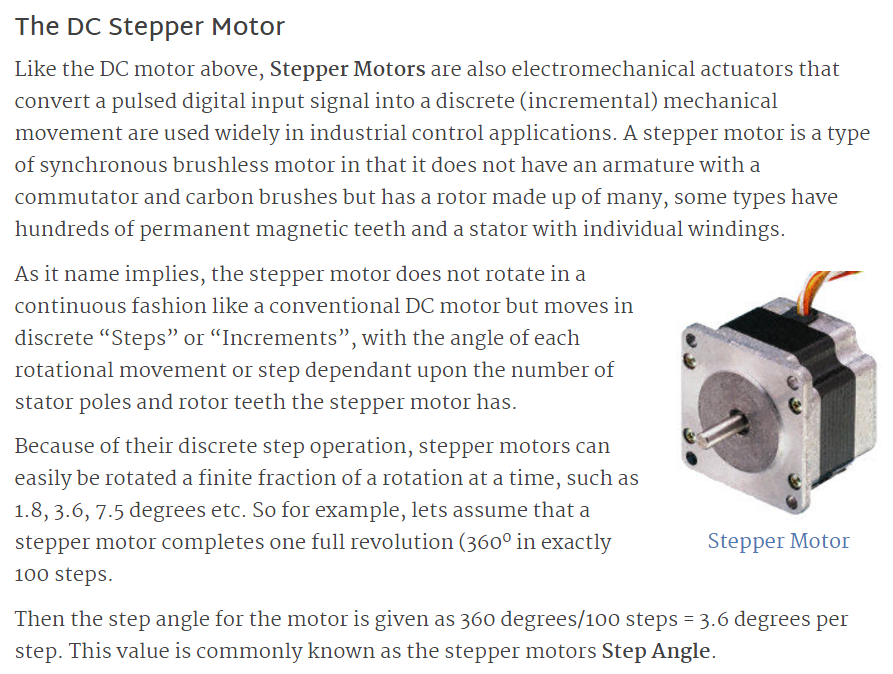 The DC Stepper Motor
Like the DC motor above, Stepper Motors are also electromechanical actuators that
convert a pulsed digital input signal into a discrete (incremental) mechanical
movement are used widely in industrial control applications. A stepper motor is a type
of synchronous brushless motor in that it does not have an armature with a
commutator and carbon brushes but has a rotor made up of many, some types have
hundreds of permanent magnetic teeth and a stator with individual windings.
As it name implies, the stepper motor does not rotate in a
continuous fashion like a conventional DC motor but moves in
discrete “Steps” or “Increments”, with the angle of each
rotational movement or step dependant upon the number of
stator poles and rotor teeth the stepper motor has.
Because of their discrete step operation, stepper motors can
easily be rotated a finite fraction of a rotation at a time, such as
1.8, 3.6, 7.5 degrees etc. So for example, lets assume that a
stepper motor completes one full revolution (360º in exactly
100 steps.
Stepper Motor
Then the step angle for the motor is given as 360 degrees/100 steps = 3.6 degrees per
step. This value is commonly known as the stepper motors Step Angle.